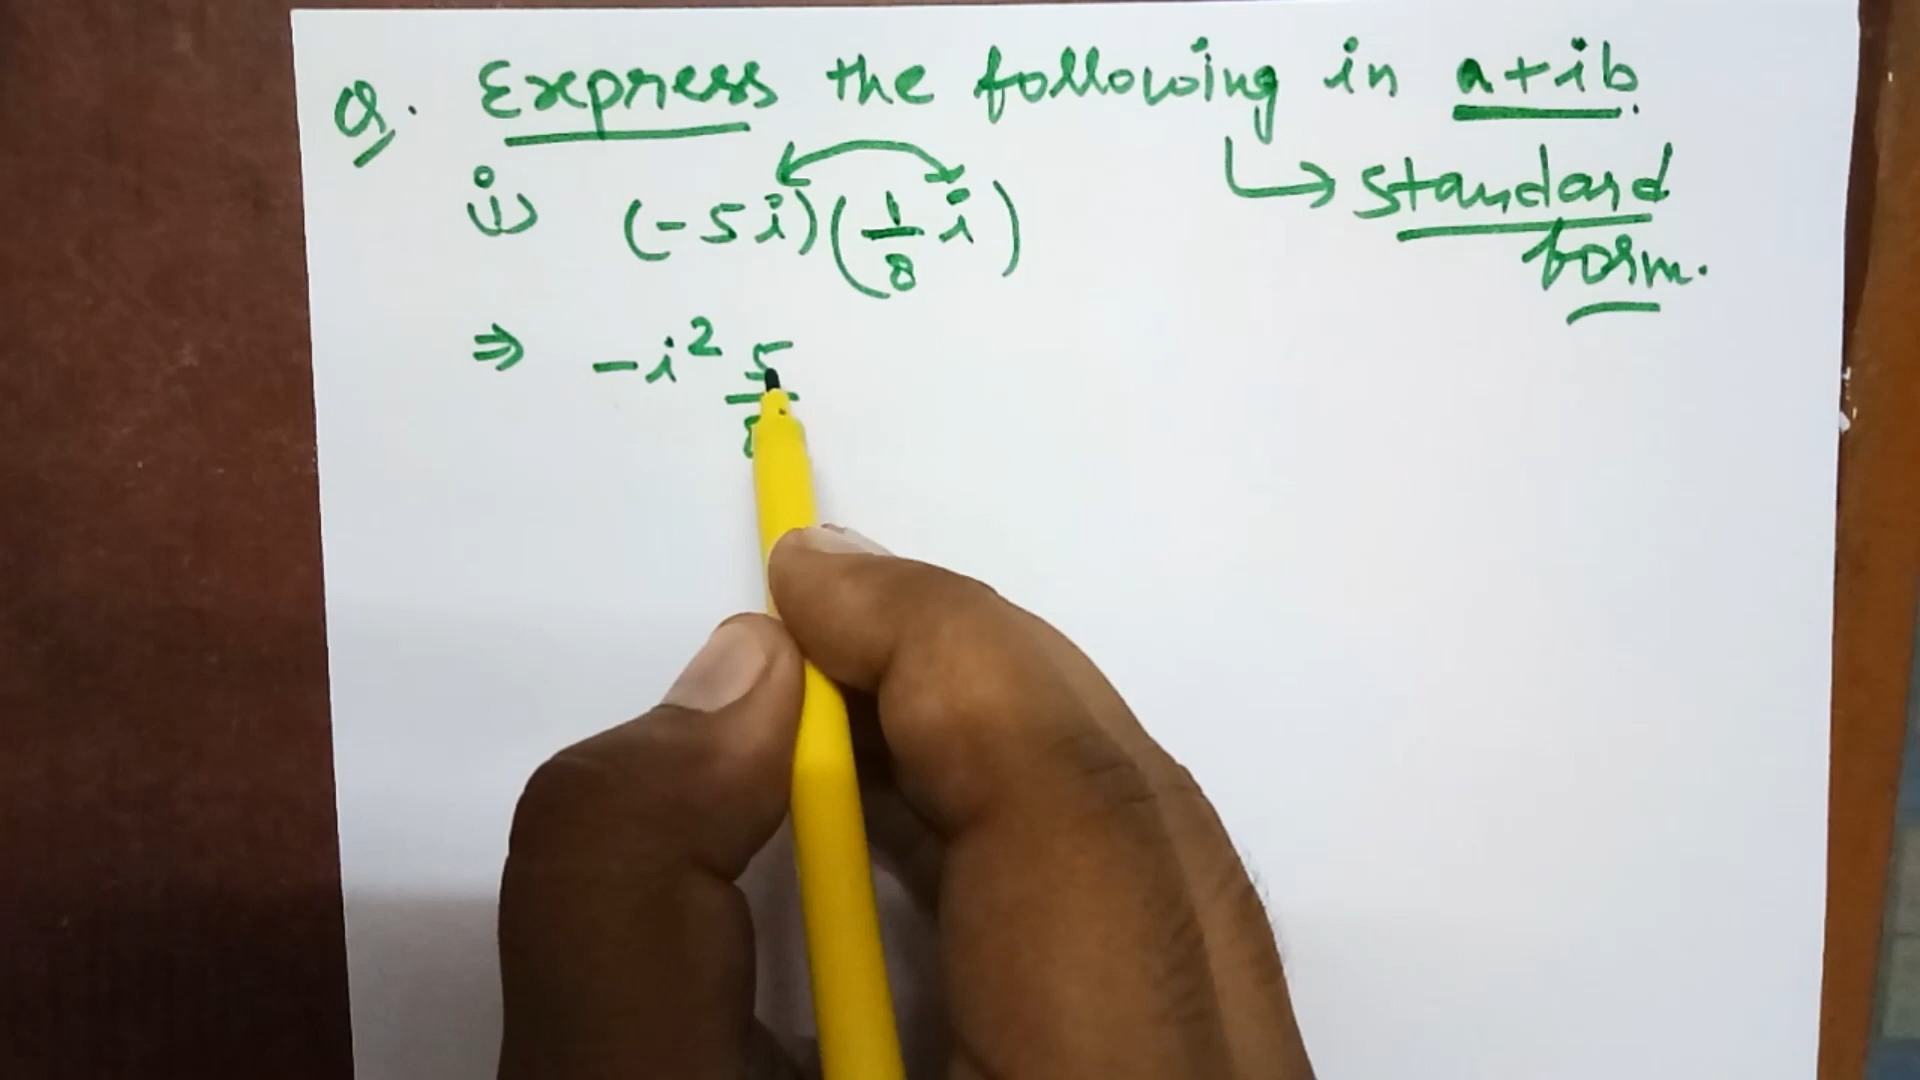 Q. Express the following in a+ib.
↳ standard form.
i) (-5i)(1/8 i)
⇒ -i² 5/8